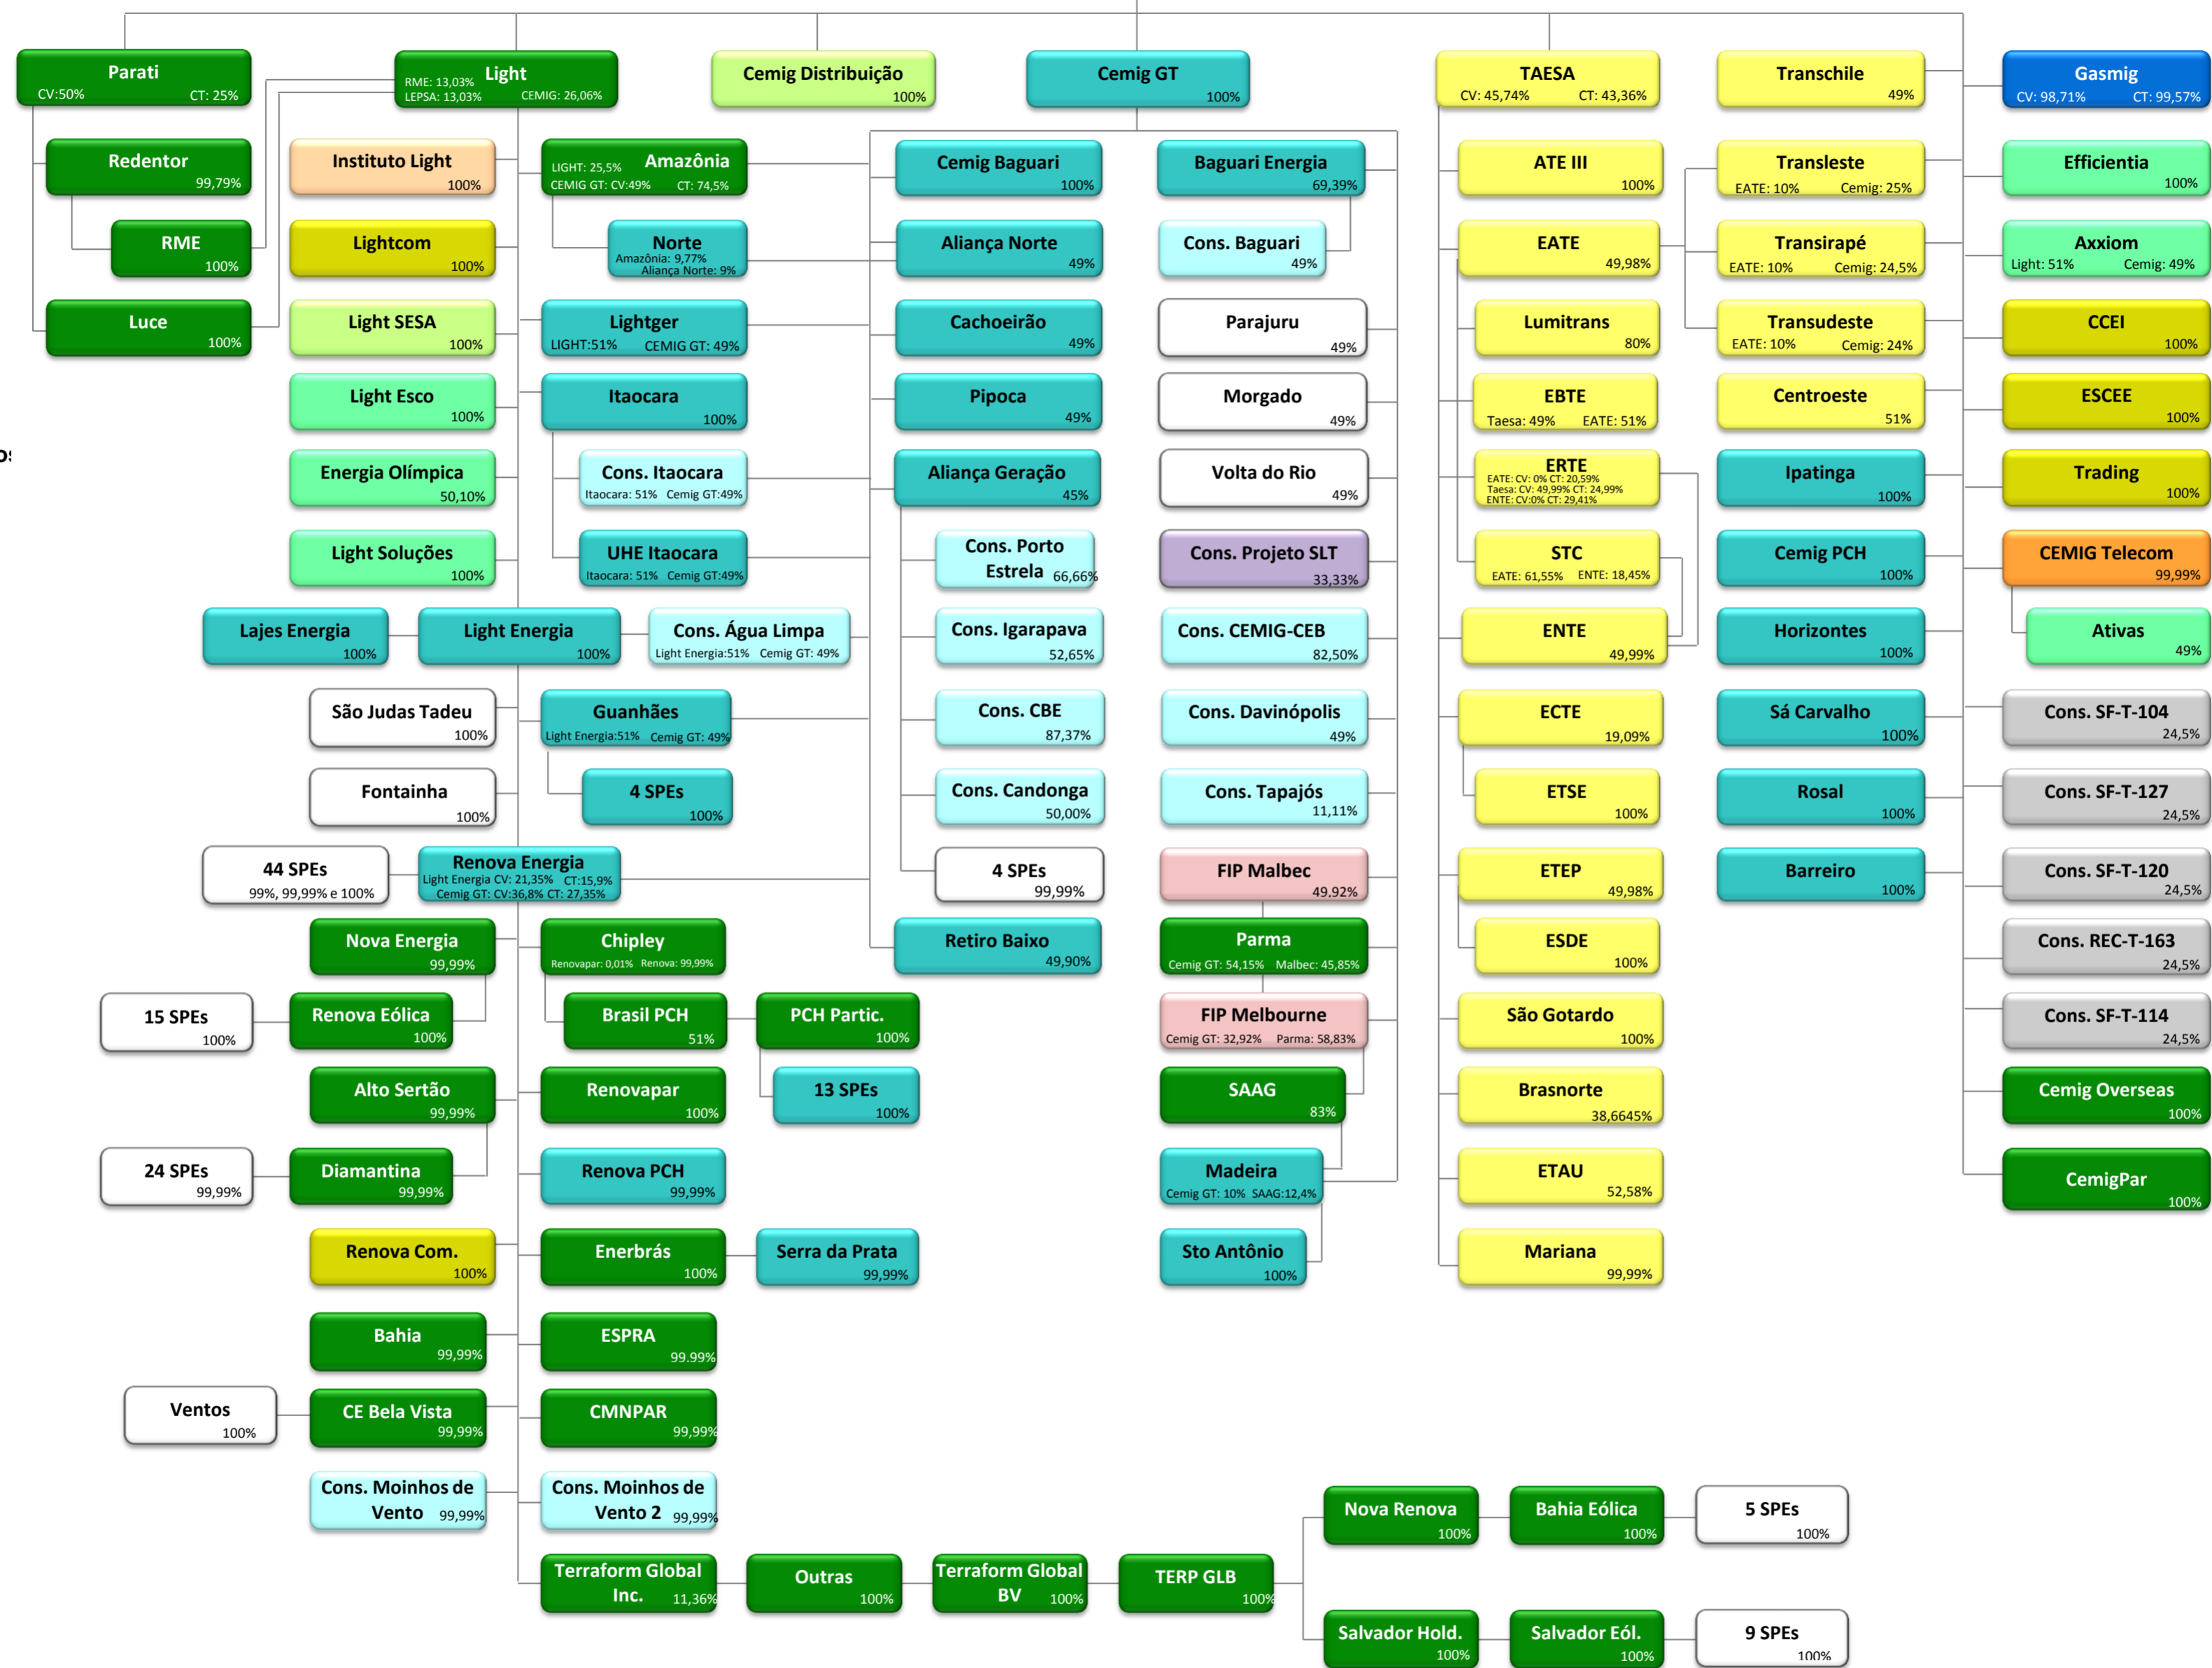 Parati
CV:50% CT: 25%
RME: 13,03% Light
LEPSA: 13,03% CEMIG: 26,06%
Cemig Distribuição
100%
Cemig GT
100%
TAESA
CV: 45,74% CT: 43,36%
Transchile
49%
Gasmig
CV: 98,71% CT: 99,57%
Redentor
99,79%
Instituto Light
100%
LIGHT: 25,5% Amazônia
CEMIG GT: CV:49% CT: 74,5%
Cemig Baguari
100%
Baguari Energia
69,39%
ATE III
100%
Transleste
EATE: 10% Cemig: 25%
Efficientia
100%
RME
100%
Lightcom
100%
Norte
Amazônia: 9,77%
Aliança Norte: 9%
Aliança Norte
49%
Cons. Baguari
49%
EATE
49,98%
Transirapé
EATE: 10% Cemig: 24,5%
Axxiom
Light: 51% Cemig: 49%
Luce
100%
Light SESA
100%
Lightger
LIGHT:51% CEMIG GT: 49%
Cachoeirão
49%
Parajuru
49%
Lumitrans
80%
Transudeste
EATE: 10% Cemig: 24%
CCEI
100%
Light Esco
100%
Itaocara
100%
Pipoca
49%
Morgado
49%
EBTE
Taesa: 49% EATE: 51%
Centroeste
51%
ESCEE
100%
Energia Olímpica
50,10%
Cons. Itaocara
Itaocara: 51% Cemig GT:49%
Aliança Geração
45%
Volta do Rio
49%
ERTE
EATE: CV: 0% CT: 20,59%
Taesa: CV: 49,99% CT: 24,99%
ENTE: CV:0% CT: 29,41%
Ipatinga
100%
Trading
100%
Light Soluções
100%
UHE Itaocara
Itaocara: 51% Cemig GT:49%
Cons. Porto
Estrela 66,66%
Cons. Projeto SLT
33,33%
STC
EATE: 61,55% ENTE: 18,45%
Cemig PCH
100%
CEMIG Telecom
99,99%
Lajes Energia
100%
Light Energia
100%
Cons. Água Limpa
Light Energia:51% Cemig GT: 49%
Cons. Igarapava
52,65%
Cons. CEMIG-CEB
82,50%
ENTE
49,99%
Horizontes
100%
Ativas
49%
São Judas Tadeu
100%
Guanhães
Light Energia:51% Cemig GT: 49%
Cons. CBE
87,37%
Cons. Davinópolis
49%
ECTE
19,09%
Sá Carvalho
100%
Cons. SF-T-104
24,5%
Fontainha
100%
4 SPEs
100%
Cons. Candonga
50,00%
Cons. Tapajós
11,11%
ETSE
100%
Rosal
100%
Cons. SF-T-127
24,5%
44 SPEs
99%, 99,99% e 100%
Renova Energia
Light Energia CV: 21,35% CT:15,9%
Cemig GT: CV:36,8% CT: 27,35%
4 SPEs
99,99%
FIP Malbec
49,92%
ETEP
49,98%
Barreiro
100%
Cons. SF-T-120
24,5%
Nova Energia
99,99%
Chipley
Renovapar: 0,01% Renova: 99,99%
Retiro Baixo
49,90%
Parma
Cemig GT: 54,15% Malbec: 45,85%
ESDE
100%
Cons. REC-T-163
24,5%
15 SPEs
100%
Renova Eólica
100%
Brasil PCH
51%
PCH Partic.
100%
FIP Melbourne
Cemig GT: 32,92% Parma: 58,83%
São Gotardo
100%
Cons. SF-T-114
24,5%
Alto Sertão
99,99%
Renovapar
100%
13 SPEs
100%
SAAG
83%
Brasnorte
38,6645%
Cemig Overseas
100%
24 SPEs
99,99%
Diamantina
99,99%
Renova PCH
99,99%
Madeira
Cemig GT: 10% SAAG:12,4%
ETAU
52,58%
CemigPar
100%
Renova Com.
100%
Enerbrás
100%
Serra da Prata
99,99%
Sto Antônio
100%
Mariana
99,99%
Bahia
99,99%
ESPRA
99.99%
Ventos
100%
CE Bela Vista
99,99%
CMNPAR
99,99%
Cons. Moinhos de
Vento 99,99%
Cons. Moinhos de
Vento 2 99,99%
Nova Renova
100%
Bahia Eólica
100%
5 SPEs
100%
Terraform Global
Inc. 11,36%
Outras
100%
Terraform Global
BV 100%
TERP GLB
100%
Salvador Hold.
100%
Salvador Eól.
100%
9 SPEs
100%